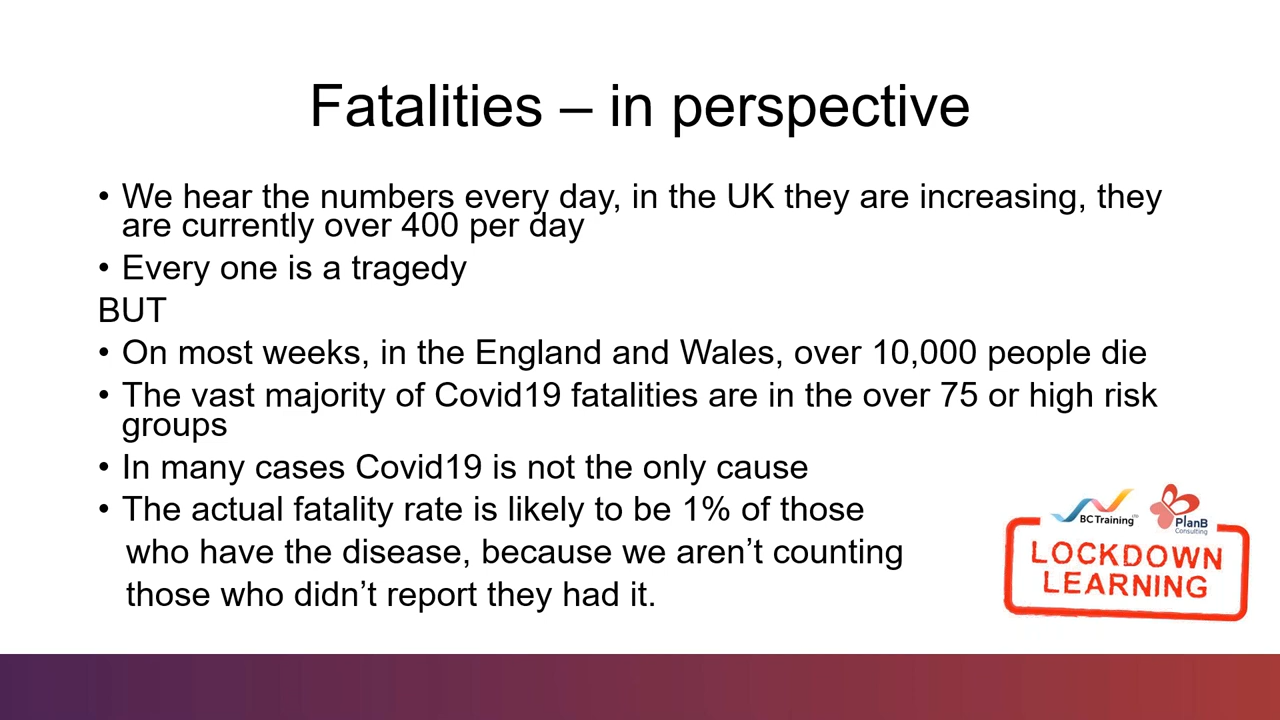 Fatalities – in perspective
• We hear the numbers every day, in the UK they are increasing, they
are currently over 400 per day
• Every one is a tragedy
BUT
• On most weeks, in the England and Wales, over 10,000 people die
• The vast majority of Covid19 fatalities are in the over 75 or high risk
groups
• In many cases Covid19 is not the only cause
• The actual fatality rate is likely to be 1% of those
who have the disease, because we aren’t counting
those who didn’t report they had it.
BC Training LTD
PlanB
Consulting
LOCKDOWN
LEARNING